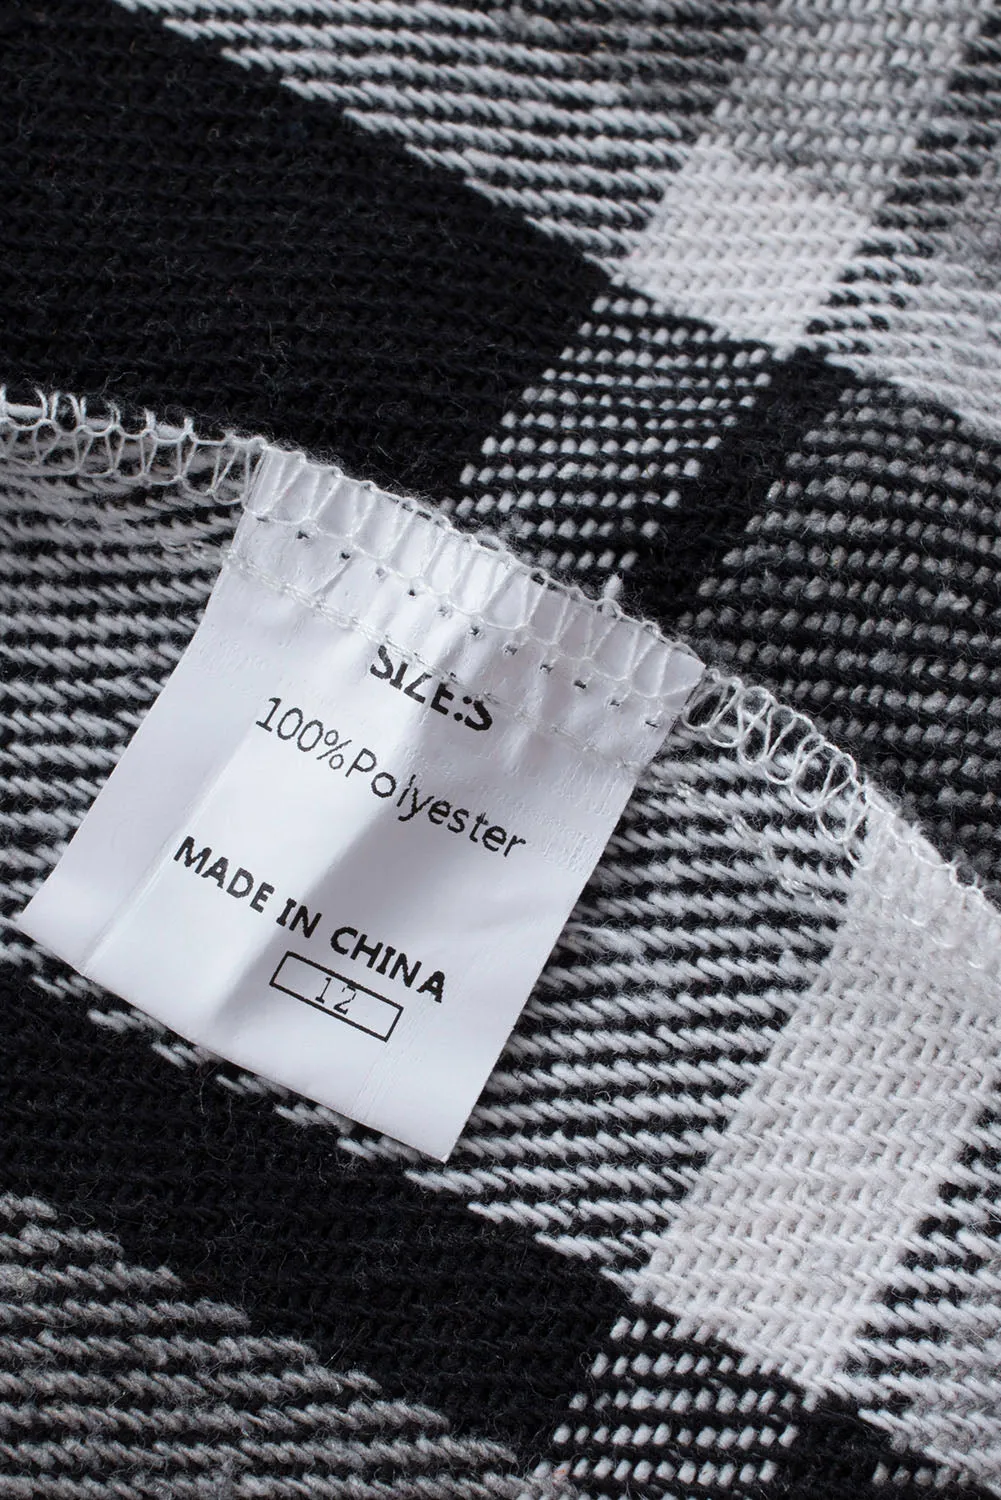 SIZE:S
100%Polyester
MADE IN CHINA
12